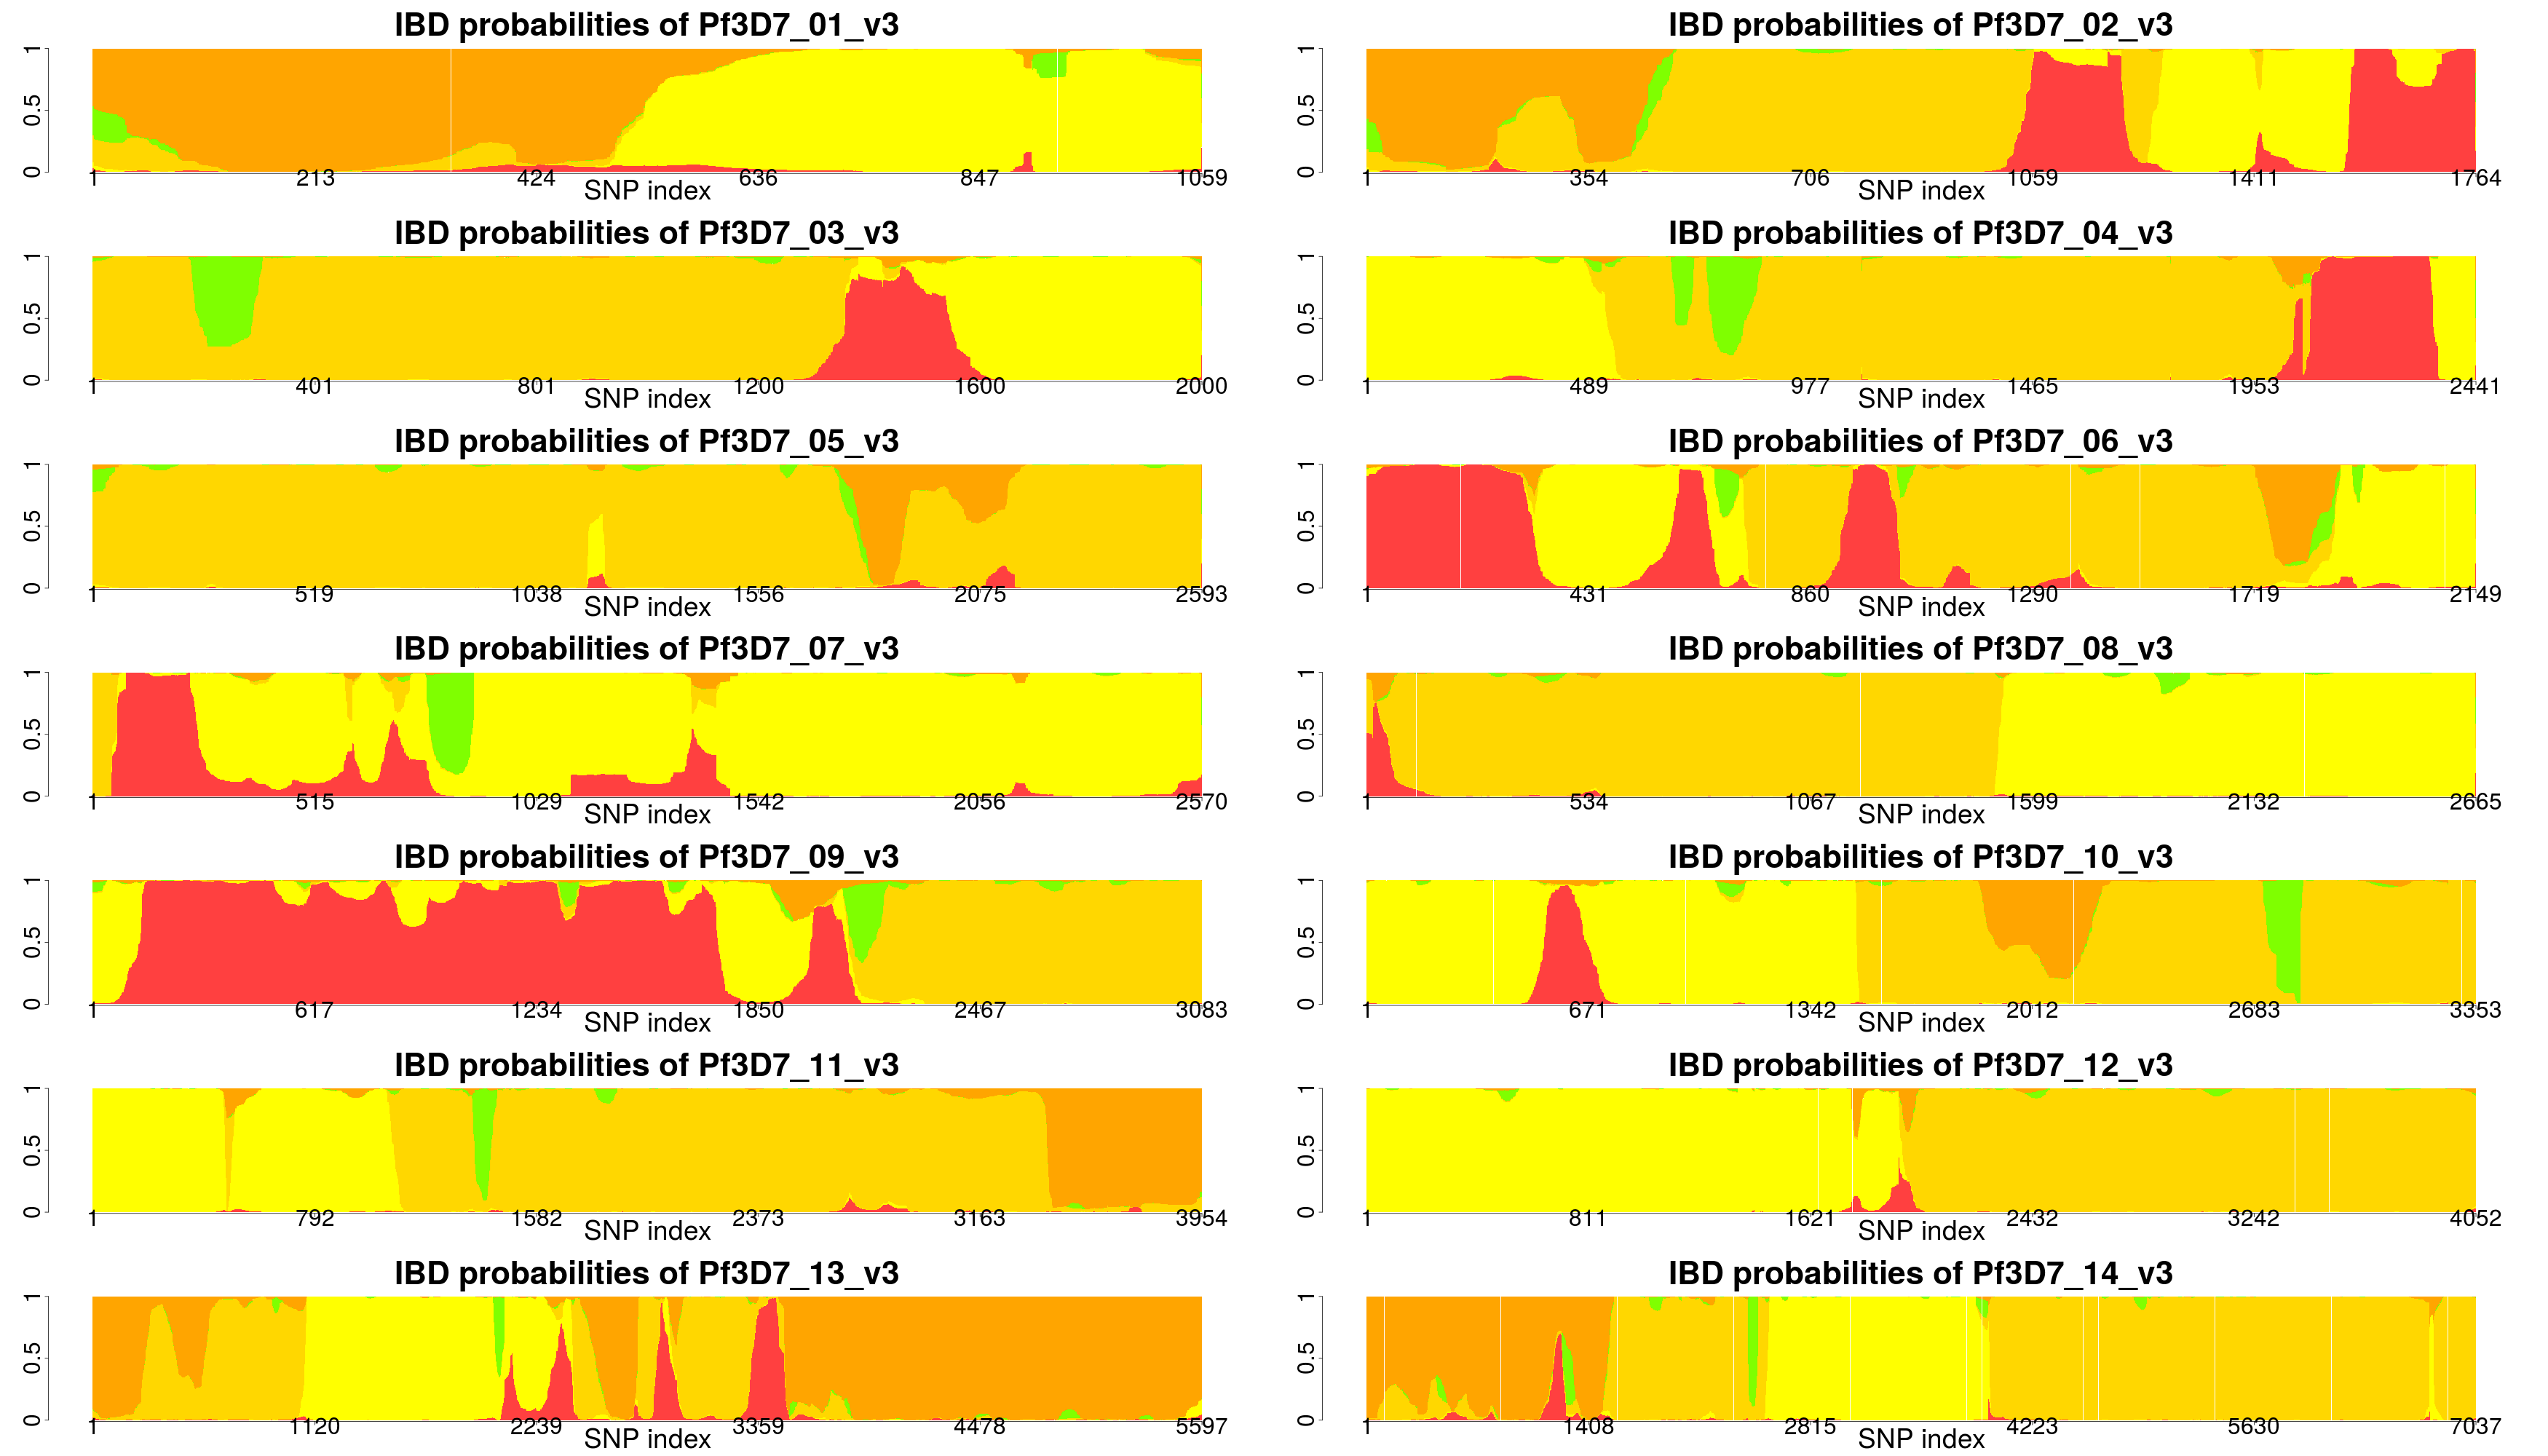 IBD probabilities of Pf3D7_01_v3
0 0.5 1
1 213 424 636 847 1059
SNP index
IBD probabilities of Pf3D7_02_v3
0 0.5 1
1 354 706 1059 1411 1764
SNP index
IBD probabilities of Pf3D7_03_v3
0 0.5 1
1 401 801 1200 1600 2000
SNP index
IBD probabilities of Pf3D7_04_v3
0 0.5 1
1 489 977 1465 1953 2441
SNP index
IBD probabilities of Pf3D7_05_v3
0 0.5 1
1 519 1038 1556 2075 2593
SNP index
IBD probabilities of Pf3D7_06_v3
0 0.5 1
1 431 860 1290 1719 2149
SNP index
IBD probabilities of Pf3D7_07_v3
0 0.5 1
1 515 1029 1542 2056 2570
SNP index
IBD probabilities of Pf3D7_08_v3
0 0.5 1
1 534 1067 1599 2132 2665
SNP index
IBD probabilities of Pf3D7_09_v3
0 0.5 1
1 617 1234 1850 2467 3083
SNP index
IBD probabilities of Pf3D7_10_v3
0 0.5 1
1 671 1342 2012 2683 3353
SNP index
IBD probabilities of Pf3D7_11_v3
0 0.5 1
1 792 1582 2373 3163 3954
SNP index
IBD probabilities of Pf3D7_12_v3
0 0.5 1
1 811 1621 2432 3242 4052
SNP index
IBD probabilities of Pf3D7_13_v3
0 0.5 1
1 1120 2239 3359 4478 5597
SNP index
IBD probabilities of Pf3D7_14_v3
0 0.5 1
1 1408 2815 4223 5630 7037
SNP index